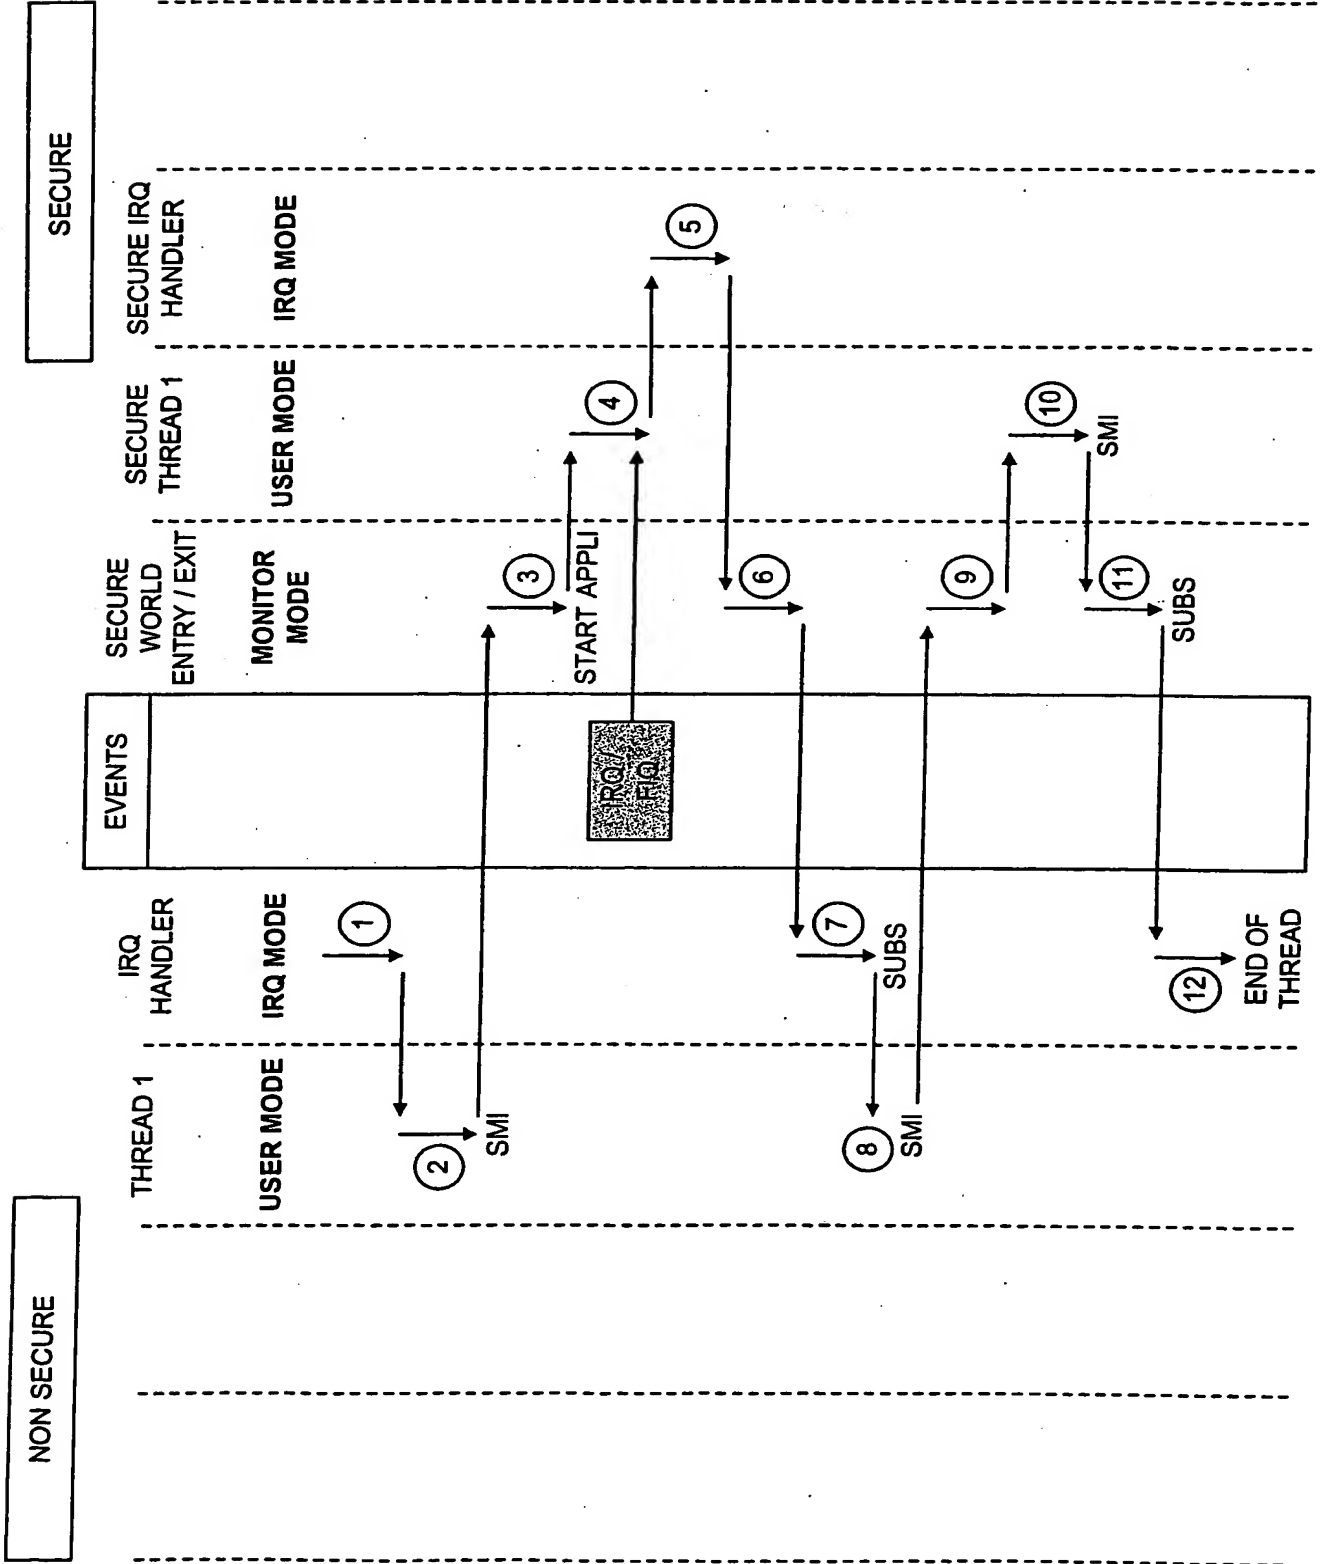 NON SECURE
SECURE
EVENTS
THREAD 1
USER MODE
IRQ
HANDLER
IRQ MODE
SECURE
WORLD
ENTRY / EXIT
MONITOR
MODE
SECURE
THREAD 1
USER MODE
SECURE IRQ
HANDLER
IRQ MODE
1
2
SMI
3
START APPLI
4
IRQ /
FIQ
5
6
7
SUBS
8
SMI
9
10
SMI
11
SUBS
12
END OF
THREAD